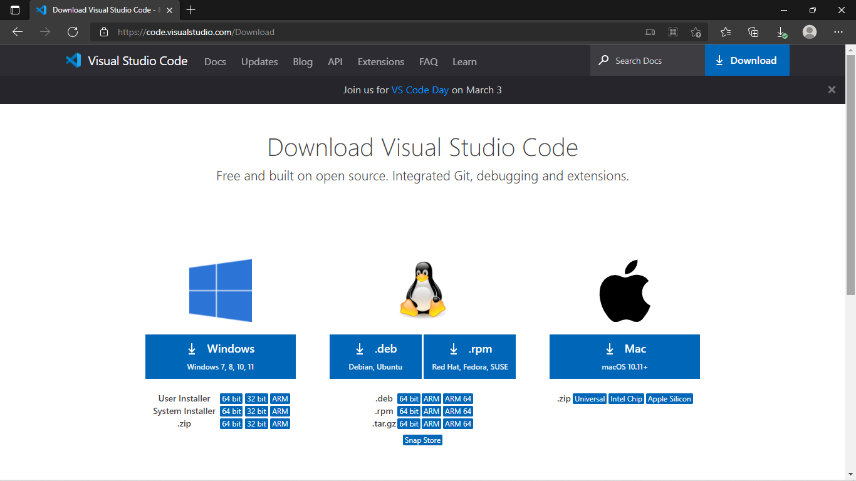 Download Visual Studio Code -
https://code.visualstudio.com/Download
Visual Studio Code Docs Updates Blog API Extensions FAQ Learn Search Docs Download
Join us for VS Code Day on March 3
Download Visual Studio Code
Free and built on open source. Integrated Git, debugging and extensions.
Windows
Windows 7, 8, 10, 11
.deb
Debian, Ubuntu
.rpm
Red Hat, Fedora, SUSE
Mac
macOS 10.11+
User Installer 64 bit 32 bit ARM
System Installer 64 bit 32 bit ARM
.zip 64 bit 32 bit ARM
.deb 64 bit ARM ARM 64
.rpm 64 bit ARM ARM 64
.tar.gz 64 bit ARM ARM 64
Snap Store
.zip Universal Intel Chip Apple Silicon